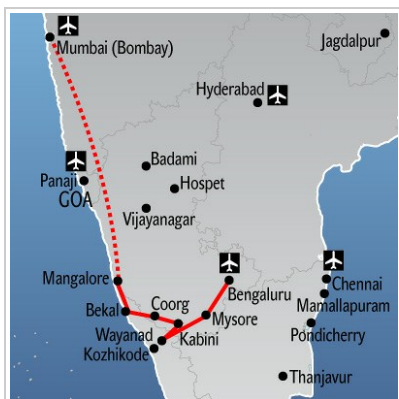 Mumbai (Bombay)
Jagdalpur
Hyderabad
Badami
Panaji
GOA
Hospet
Vijayanagar
Mangalore
Bengaluru
Chennai
Mamallapuram
Bekal
Coorg
Mysore
Pondicherry
Wayanad
Kabini
Kozhikode
Thanjavur